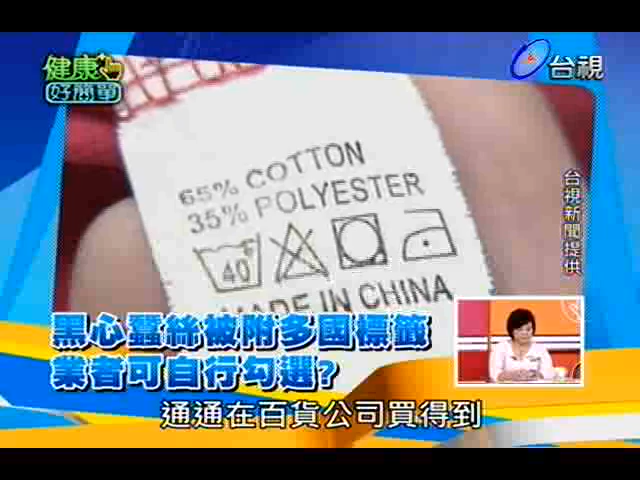 健康
好簡單
台視
65% COTTON
35% POLYESTER
40
MADE IN CHINA
台視新聞提供
黑心蠶絲被附多國標籤
業者可自行勾選?
通通在百貨公司買得到